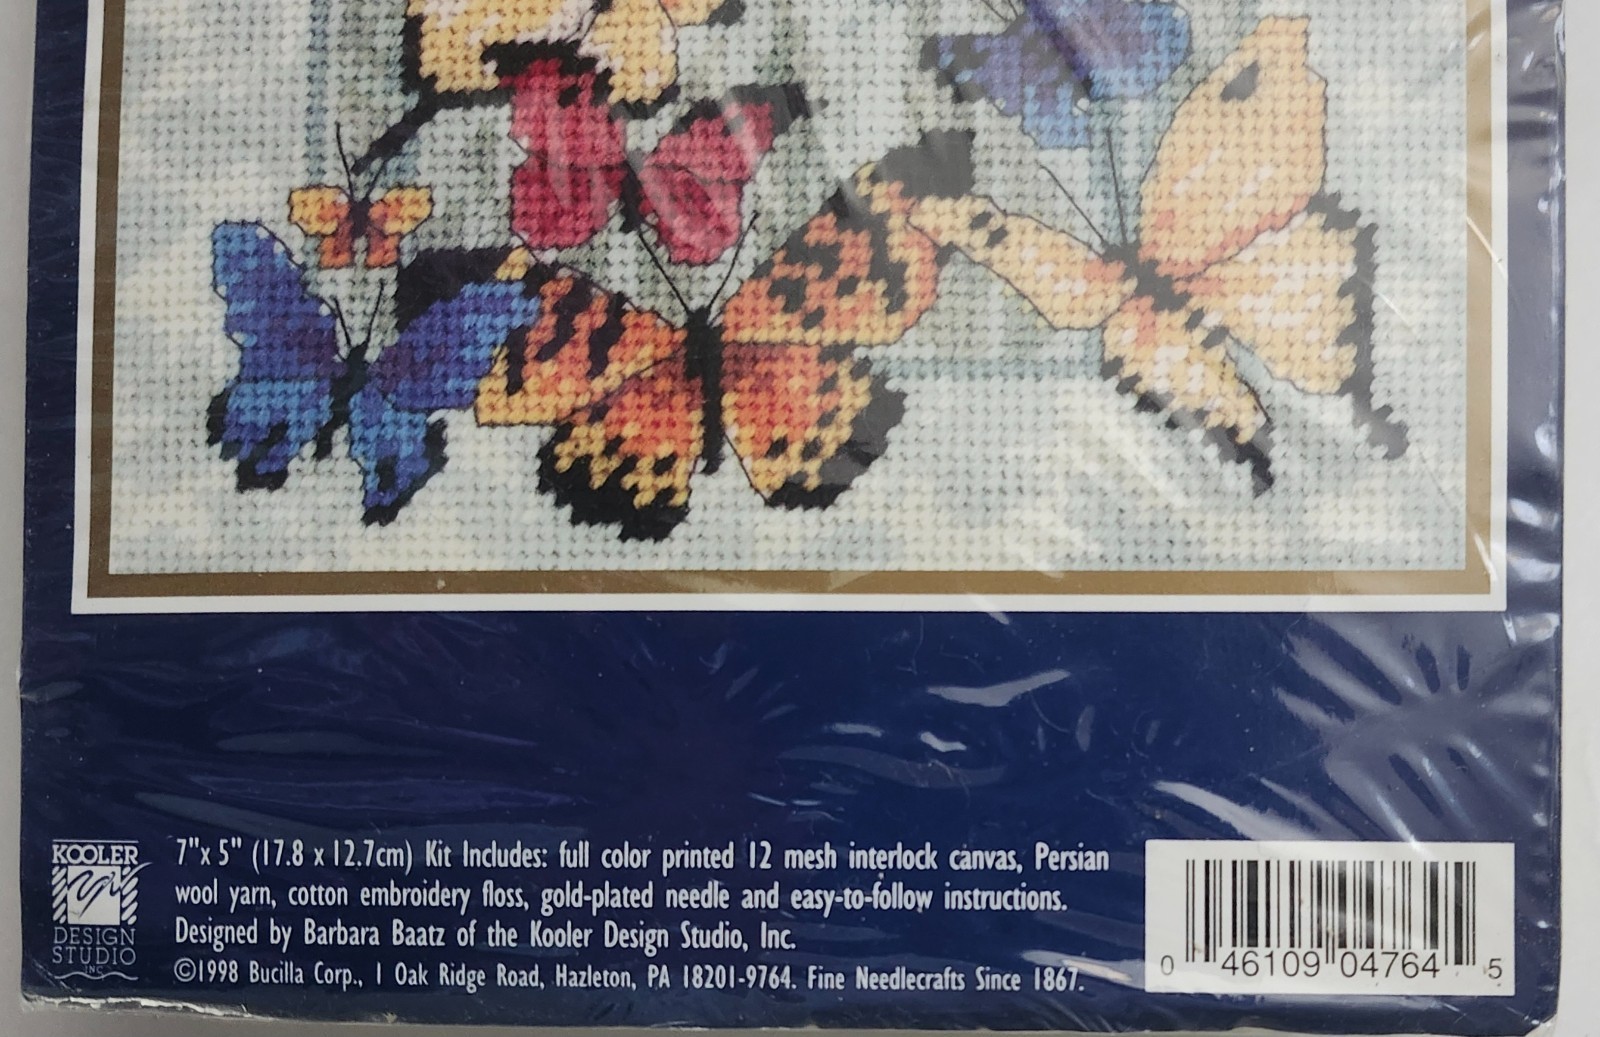 KOOLER
DESIGN
STUDIO
INC
7"x 5" (17.8 x 12.7cm) Kit Includes: full color printed 12 mesh interlock canvas, Persian
wool yarn, cotton embroidery floss, gold-plated needle and easy-to-follow instructions.
Designed by Barbara Baatz of the Kooler Design Studio, Inc.
©1998 Bucilla Corp., 1 Oak Ridge Road, Hazleton, PA 18201-9764. Fine Needlecrafts Since 1867.
0 46109 04764 5